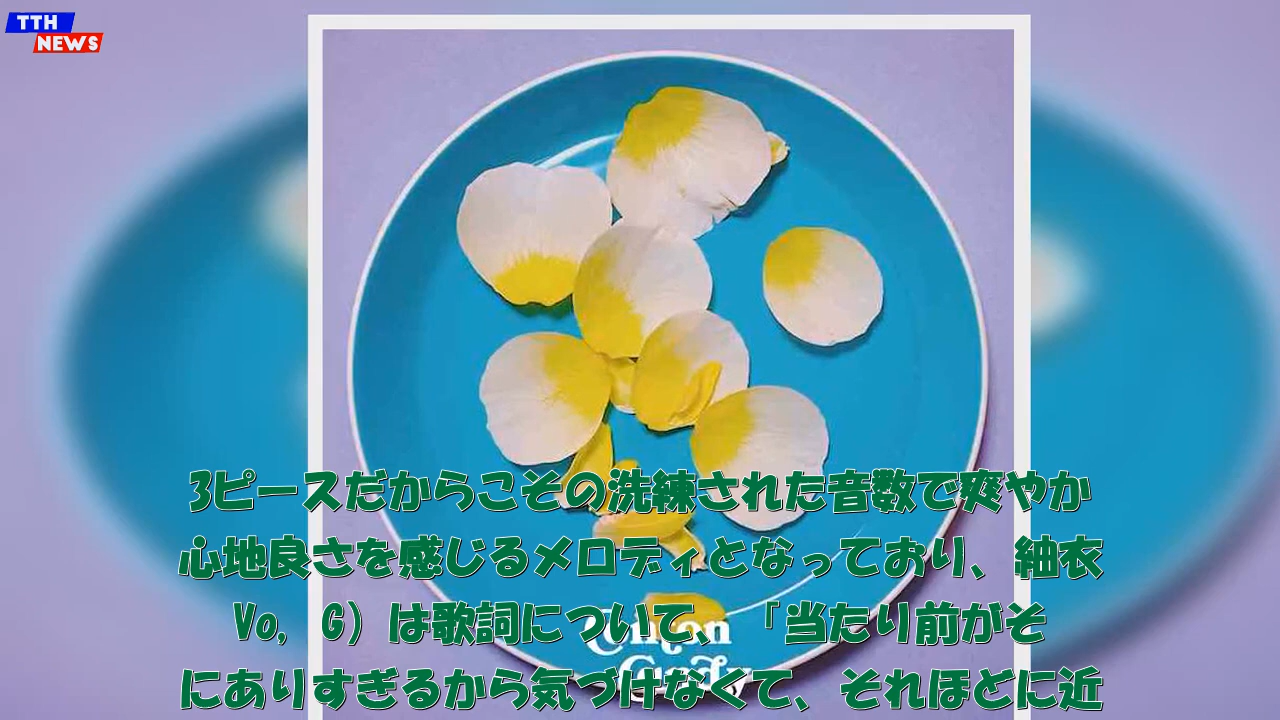 TTH
NEWS
3ピースだからこその洗練された音数で爽やか
心地良さを感じるメロディとなっており、紬衣
Vo, G）は歌詞について、「当たり前がそ
にありすぎるから気づけなくて、それほどに近